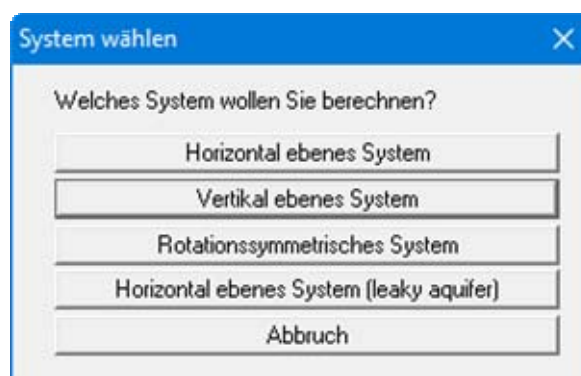 System wählen
Welches System wollen Sie berechnen?
Horizontal ebenes System
Vertikal ebenes System
Rotationssymmetrisches System
Horizontal ebenes System (leaky aquifer)
Abbruch